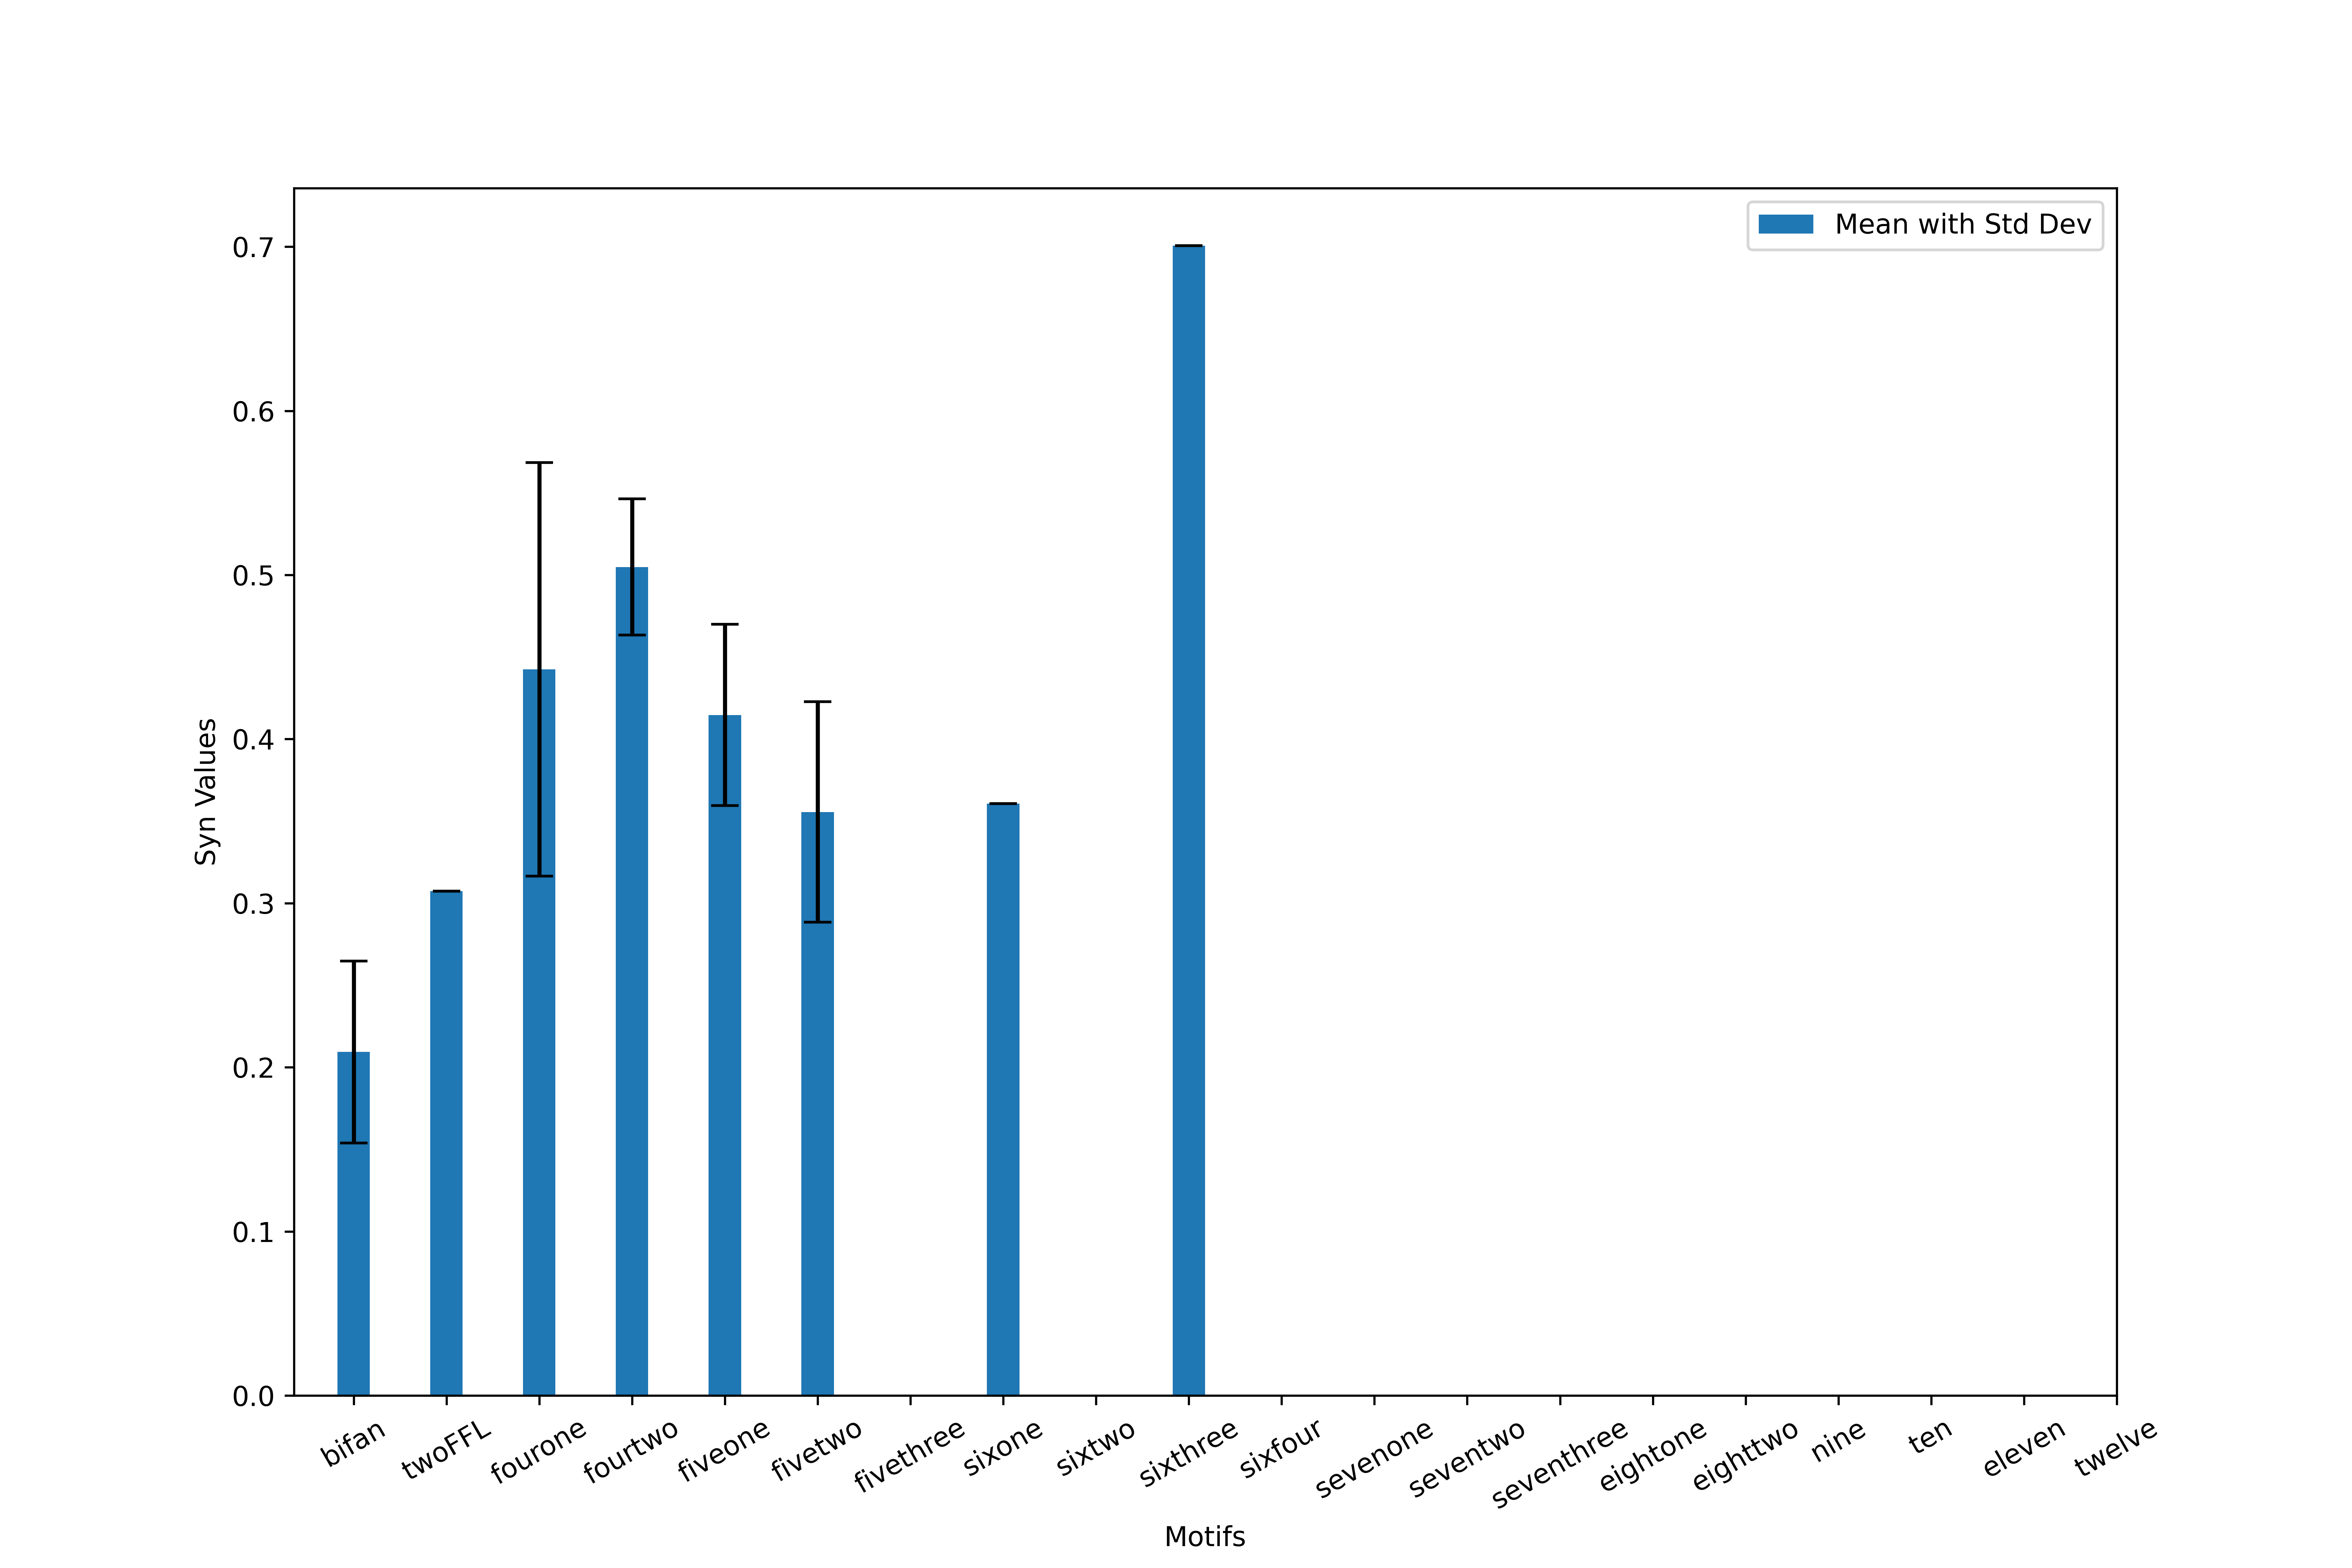 Mean with Std Dev
Syn Values
0.7
0.6
0.5
0.4
0.3
0.2
0.1
0.0
bifan
twoFFL
fourone
fourtwo
fiveone
fivetwo
fivethree
sixone
sixtwo
sixthree
sixfour
sevenone
seventwo
seventhree
eightone
eighttwo
nine
ten
eleven
twelve
Motifs